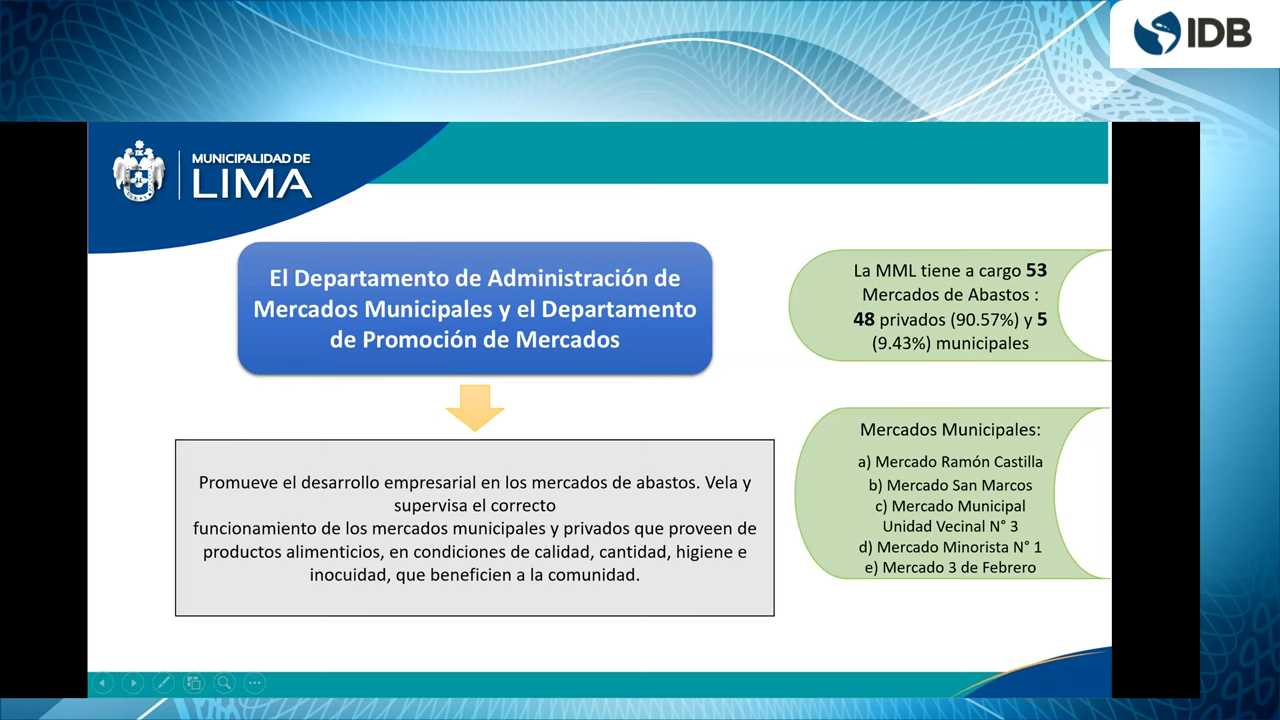 IDB
MUNICIPALIDAD DE
LIMA
El Departamento de Administración de
Mercados Municipales y el Departamento
de Promoción de Mercados
Promueve el desarrollo empresarial en los mercados de abastos. Vela y
supervisa el correcto
funcionamiento de los mercados municipales y privados que proveen de
productos alimenticios, en condiciones de calidad, cantidad, higiene e
inocuidad, que beneficien a la comunidad.
La MML tiene a cargo 53
Mercados de Abastos :
48 privados (90.57%) y 5
(9.43%) municipales
Mercados Municipales:
a) Mercado Ramón Castilla
b) Mercado San Marcos
c) Mercado Municipal
Unidad Vecinal N° 3
d) Mercado Minorista N° 1
e) Mercado 3 de Febrero